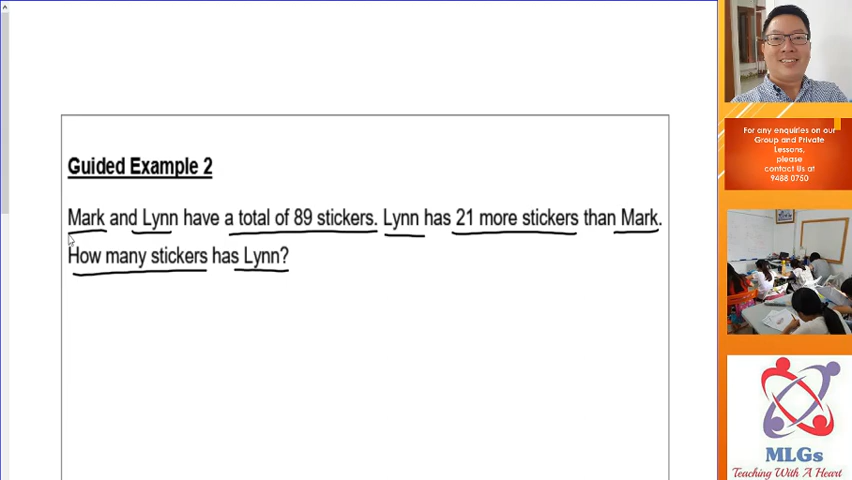 Guided Example 2
Mark and Lynn have a total of 89 stickers. Lynn has 21 more stickers than Mark.
How many stickers has Lynn?
For any enquiries on our
Group and Private
Lessons,
please
contact Us at
9488 0750
MLGs
Teaching With A Heart